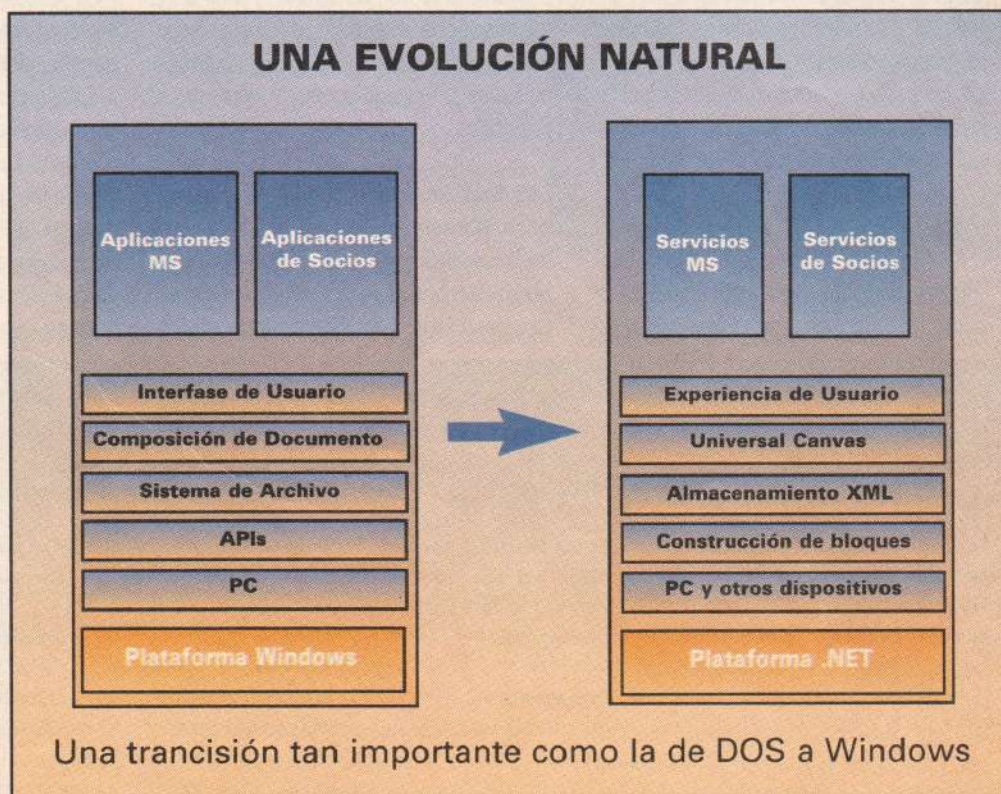 UNA EVOLUCIÓN NATURAL
Aplicaciones
MS
Aplicaciones
de Socios
Interfase de Usuario
Composición de Documento
Sistema de Archivo
APIs
PC
Plataforma Windows
Servicios
MS
Servicios
de Socios
Experiencia de Usuario
Universal Canvas
Almacenamiento XML
Construcción de bloques
PC y otros dispositivos
Plataforma .NET
Una trancisión tan importante como la de DOS a Windows